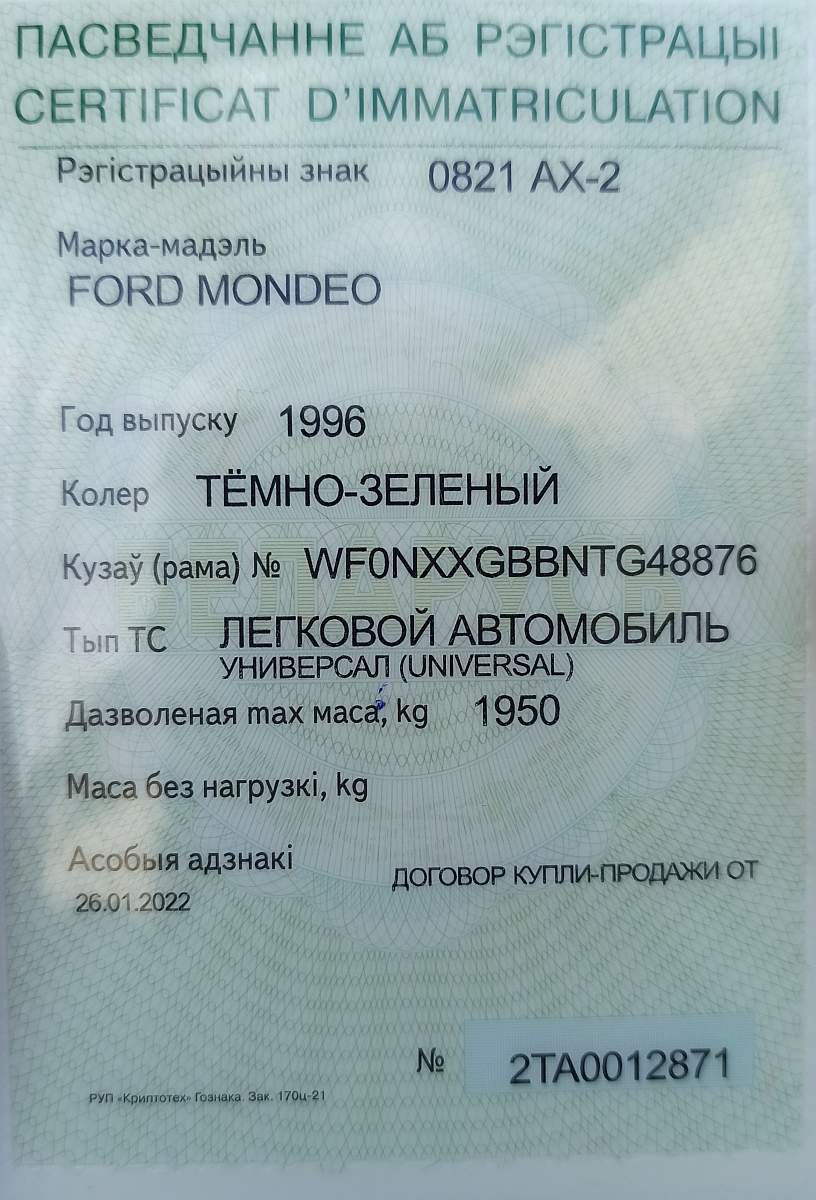 ПАСВЕДЧАННЕ АБ РЭГІСТРАЦЫІ
CERTIFICAT D'IMMATRICULATION
Рэгістрацыйны знак 0821 AX-2
Марка-мадэль
FORD MONDEO
Год выпуску 1996
Колер ТЁМНО-ЗЕЛЕНЫЙ
Кузаў (рама) № WF0NXXGBBNTG48876
Тып ТС ЛЕГКОВОЙ АВТОМОБИЛЬ
УНИВЕРСАЛ (UNIVERSAL)
Дазволеная max маса, kg 1950
Маса без нагрузкі, kg
Асобыя адзнакі ДОГОВОР КУПЛИ-ПРОДАЖИ ОТ
26.01.2022
№ 2TA0012871
РУП «Криптотех» Гознака. Зак. 170ц-21
БЕЛАРУСЬ